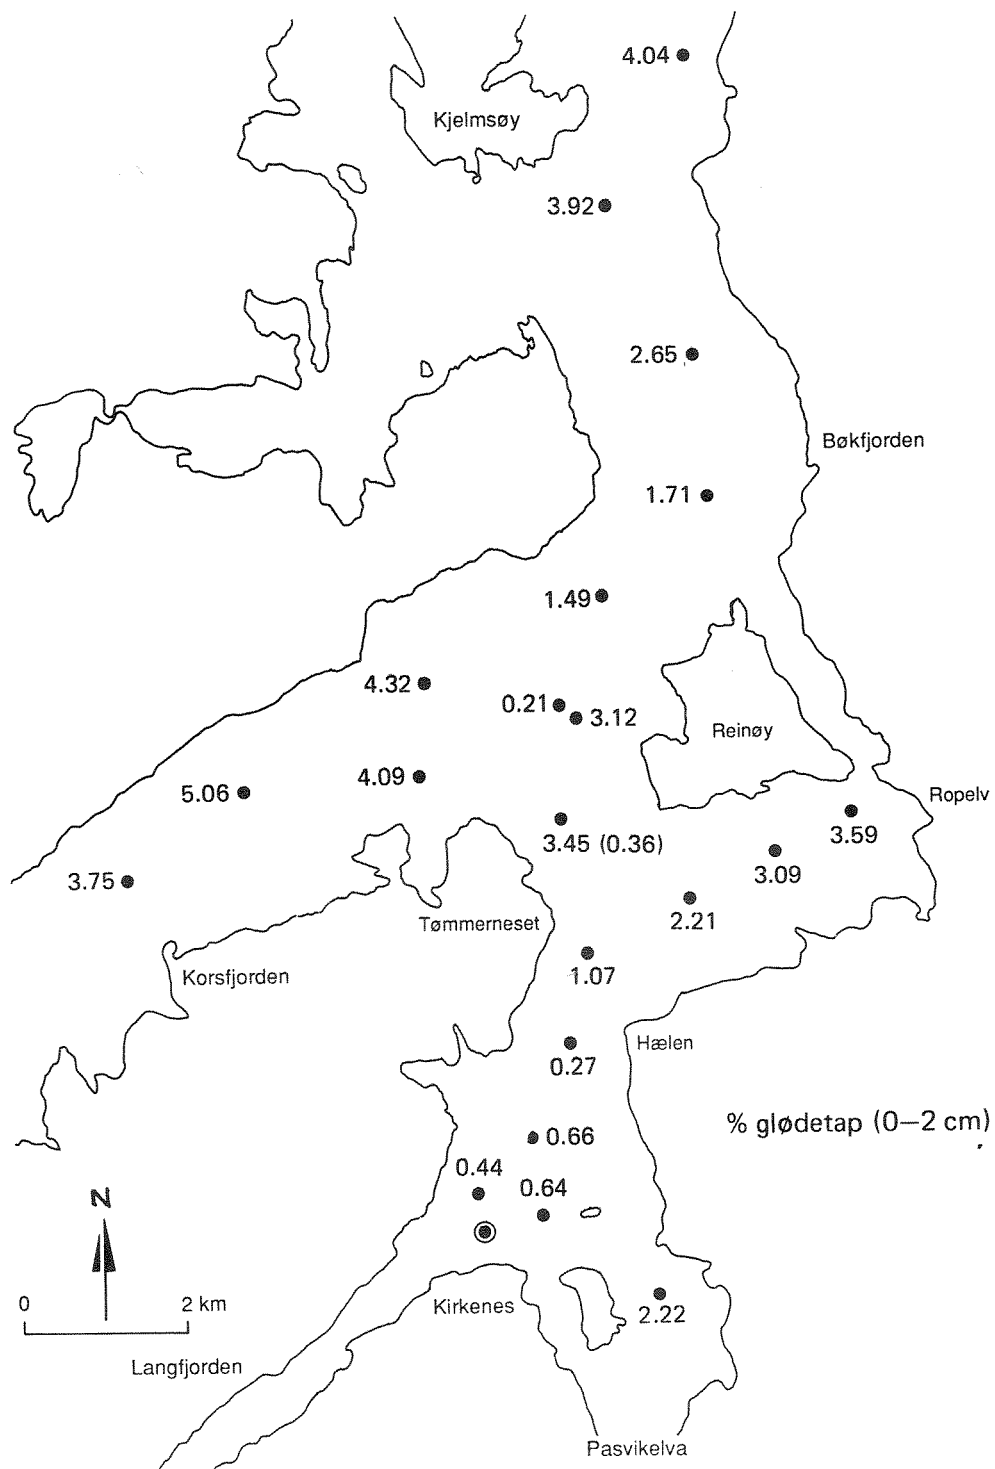 4.04
Kjelmsøy
3.92
2.65
Bøkfjorden
1.71
1.49
4.32
0.21
3.12
Reinøy
4.09
5.06
Ropelv
3.59
3.45 (0.36)
3.09
3.75
2.21
Tømmerneset
1.07
Korsfjorden
Hælen
0.27
% glødetap (0–2 cm)
0.66
0.44
0.64
N
0 2 km
Kirkenes
2.22
Langfjorden
Pasvikelva